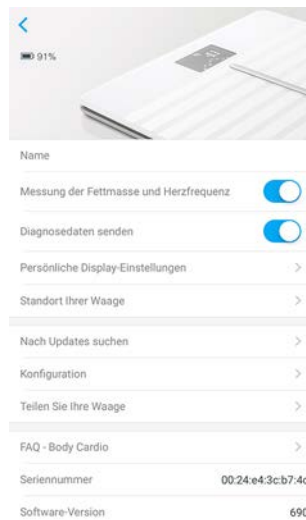 91%
Name
Messung der Fettmasse und Herzfrequenz
Diagnosedaten senden
Persönliche Display-Einstellungen
Standort Ihrer Waage
Nach Updates suchen
Konfiguration
Teilen Sie Ihre Waage
FAQ - Body Cardio
Seriennummer 00:24:e4:3c:b7:4c
Software-Version 690